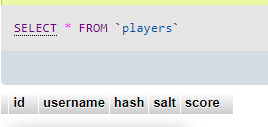 SELECT * FROM `players`
id username hash salt score